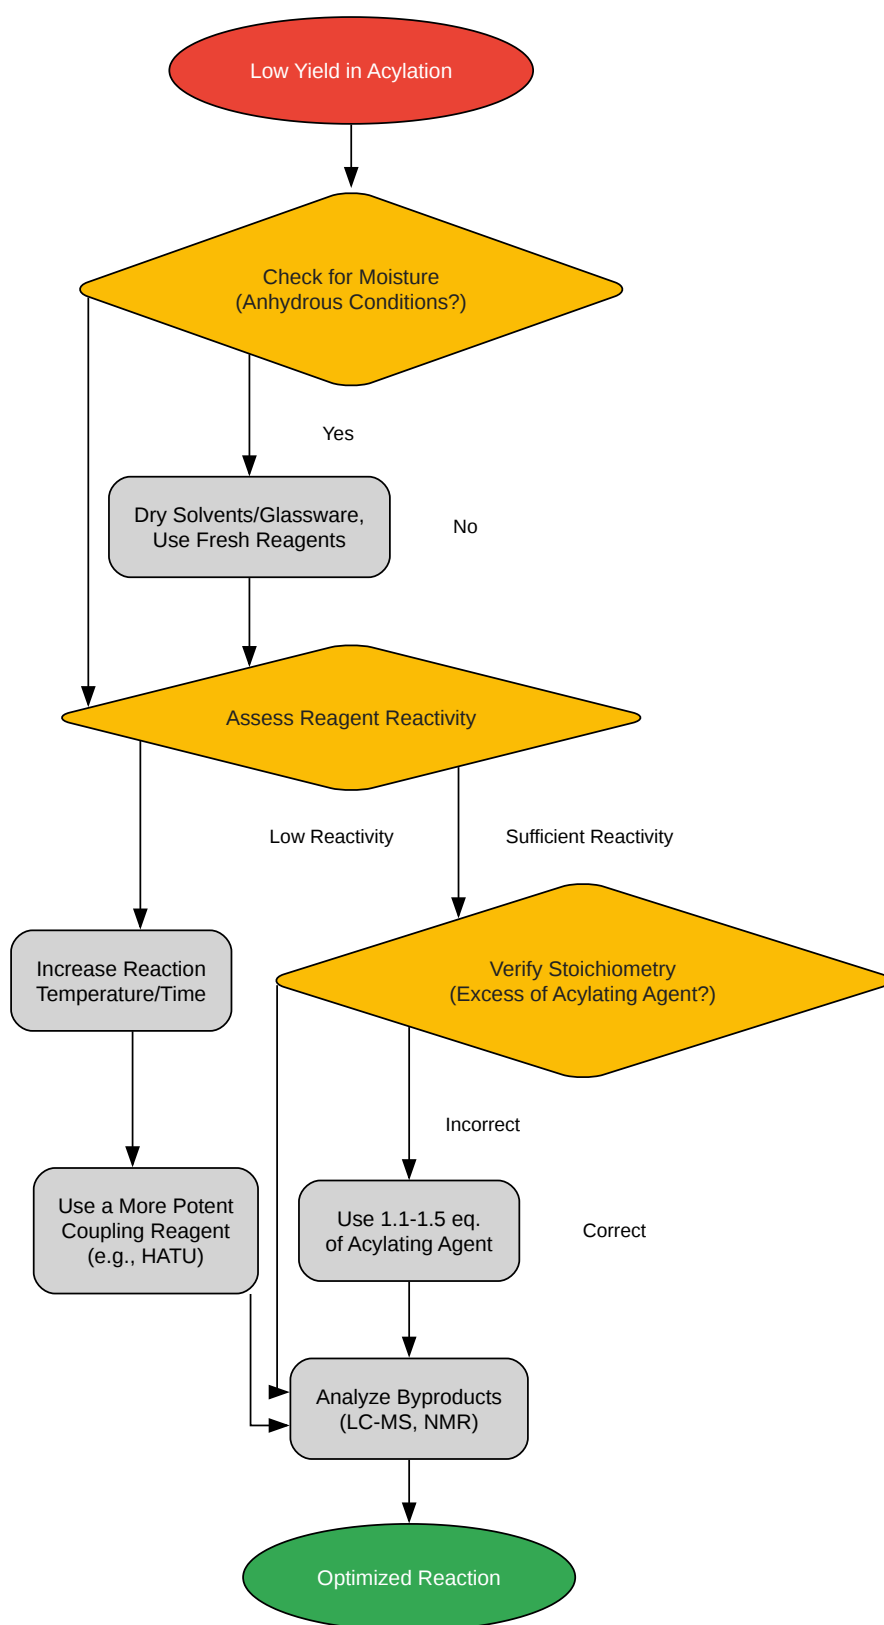 Low Yield in Acylation
Check for Moisture
(Anhydrous Conditions?)
Yes
Dry Solvents/Glassware,
Use Fresh Reagents
No
Assess Reagent Reactivity
Low Reactivity
Sufficient Reactivity
Increase Reaction
Temperature/Time
Verify Stoichiometry
(Excess of Acylating Agent?)
Incorrect
Use a More Potent
Coupling Reagent
(e.g., HATU)
Use 1.1-1.5 eq.
of Acylating Agent
Correct
Analyze Byproducts
(LC-MS, NMR)
Optimized Reaction